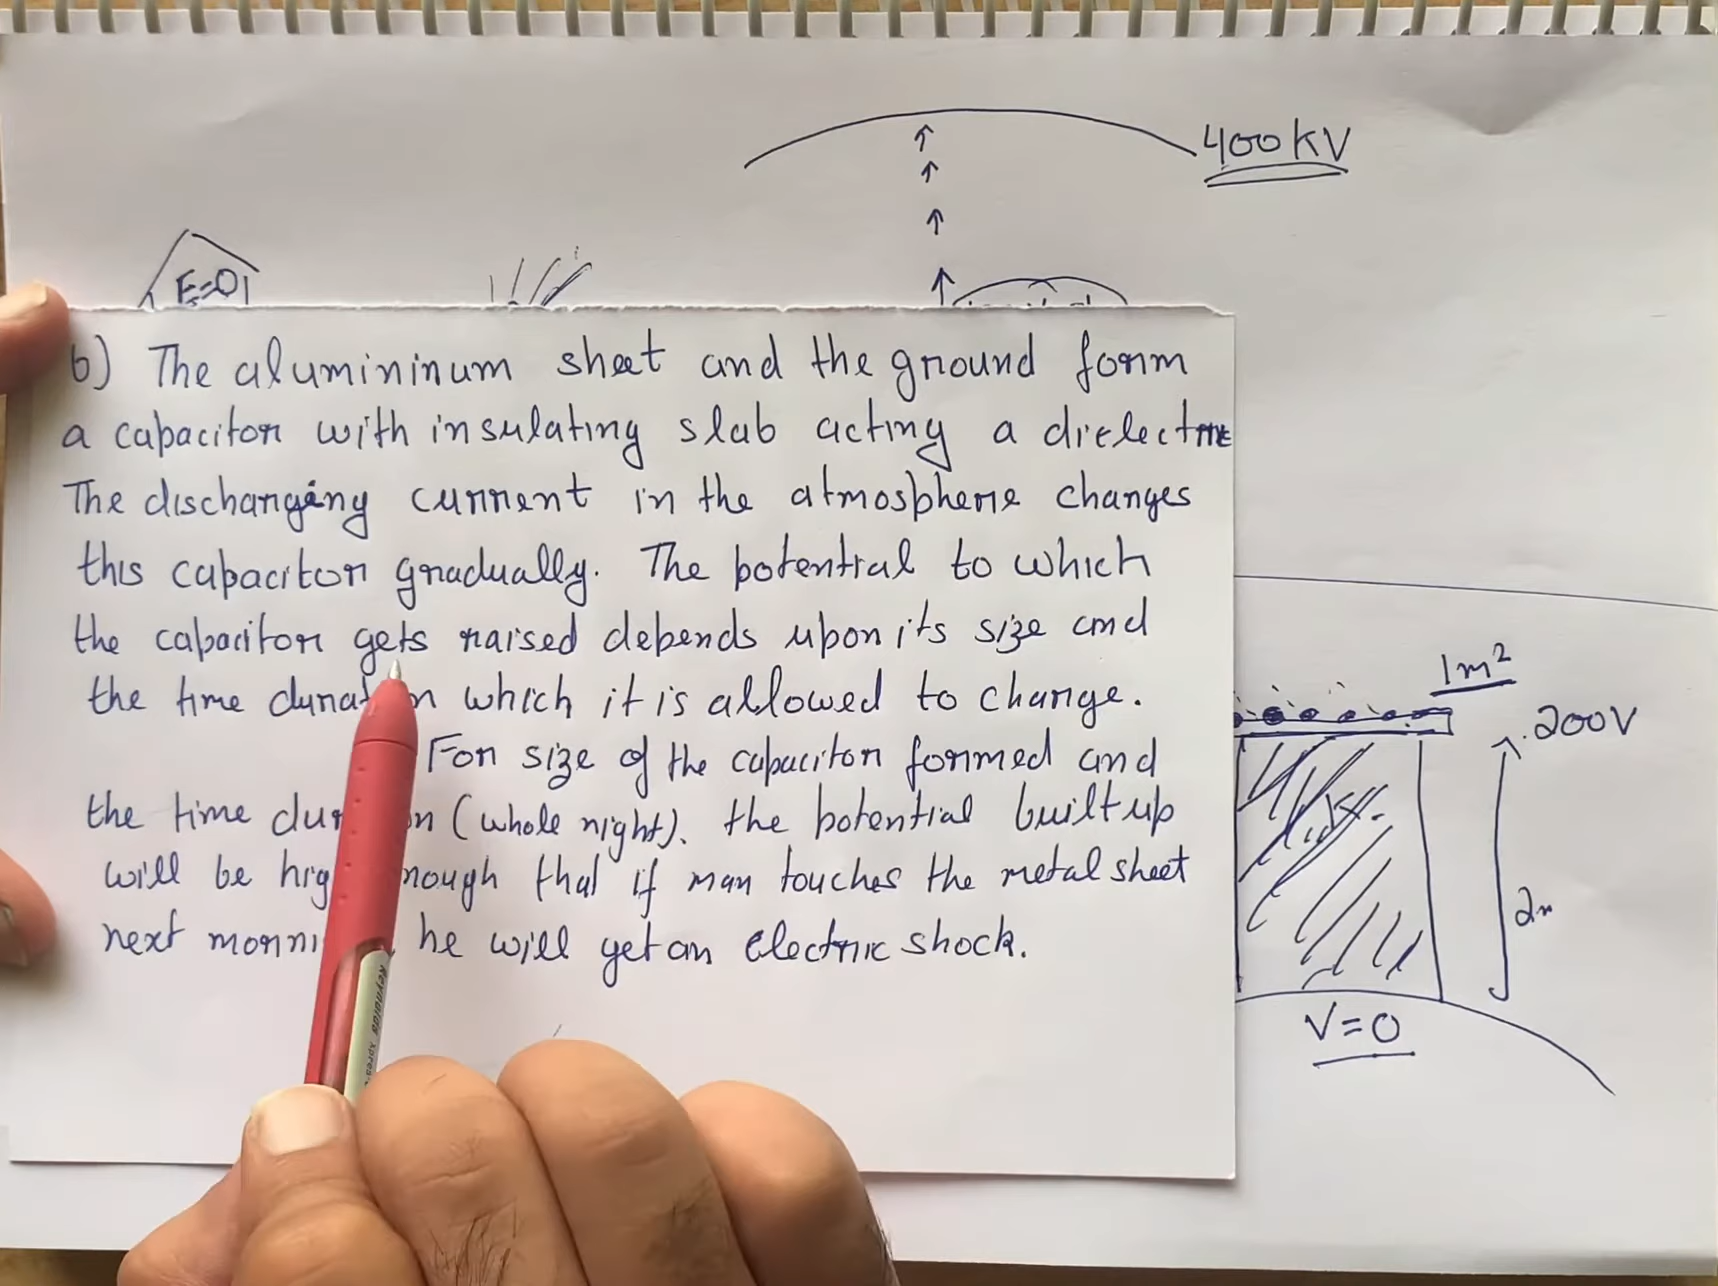 400KV
E=0
b) The alumininum sheet and the ground form
a capacitor with insulating slab acting a dielectric
The discharging current in the atmosphere changes
this capacitor gradually. The potential to which
the capacitor gets raised depends upon its size and
the time which it is allowed to change.
For size of the capacitor formed and
the time (whole night). the potential built up
will be that if man touches the metal sheet
next he will get an electric shock.
1m²
200V
2m
V=0
Reynolds